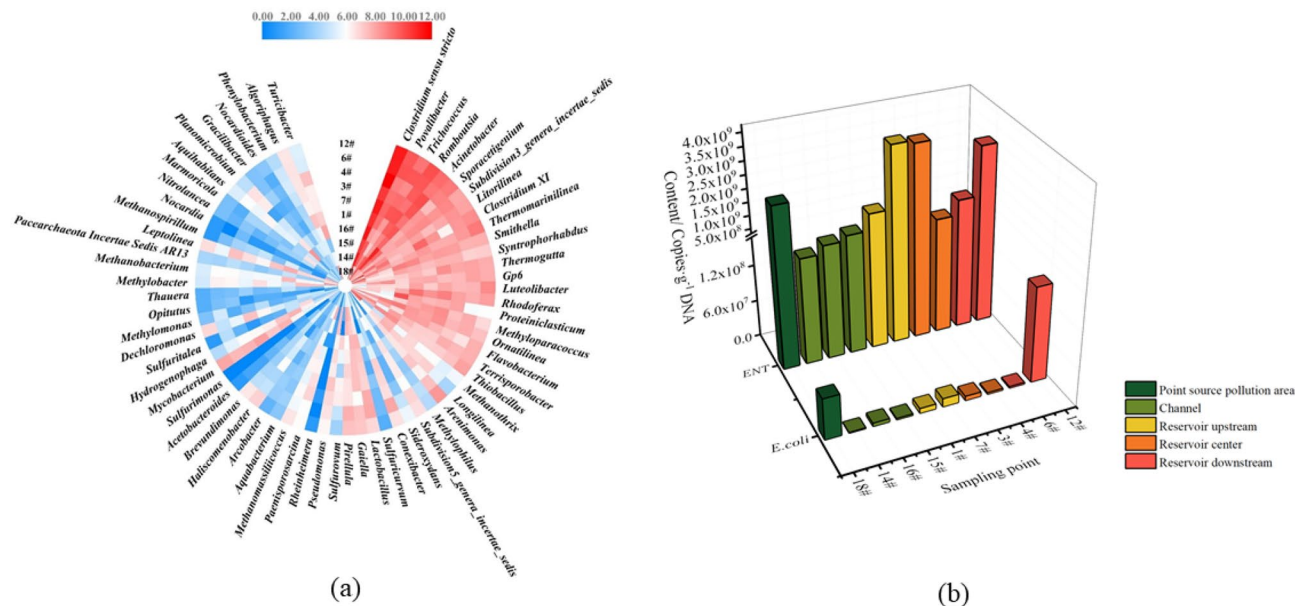 0.00 2.00 4.00 6.00 8.00 10.00 12.00
Clostridium sensu stricto
Povalibacter
Trichococcus
Romboutsia
Acinetobacter
Sporacetigenium
Subdivision3_genera_incertae_sedis
Litorilinea
Clostridium XI
Thermomarinilinea
Smithella
Syntrophorhabdus
Thermogutta
Gp6
Luteolibacter
Rhodoferax
Proteiniclasticum
Methyloparacoccus
Ornatilinea
Flavobacterium
Terrisporobacter
Thiobacillus
Methanothrix
Longilinea
Arenimonas
Methylophilus
Subdivision5_genera_incertae_sedis
Sideroxydans
Conexibacter
Sulfuricurvum
Lactobacillus
Gaiella
Pirellula
Sulfurovum
Pseudomonas
Rheinheimera
Paenisporosarcina
Methanomassiliicoccus
Aquabacterium
Arcobacter
Haliscomenobacter
Brevundimonas
Acetobacteroides
Sulfurimonas
Mycobacterium
Hydrogenophaga
Sulfuritalea
Dechloromonas
Methylomonas
Opitutus
Thauera
Methylobacter
Methanobacterium
Pacearchaeota Incertae Sedis AR13
Leptolinea
Methanospirillum
Nocardia
Nitrolancea
Marmoricola
Aquihabitans
Planomicrobium
Gracilibacter
Nocardioides
Phenylobacterium
Algoriphagus
Turicibacter
12#
6#
4#
3#
7#
1#
16#
15#
14#
18#
(a)
4.0x10⁹
3.5x10⁹
3.0x10⁹
2.5x10⁹
2.0x10⁹
1.5x10⁹
1.0x10⁹
5.0x10⁸
1.2x10⁸
6.0x10⁷
0.0
Content/ Copies·g⁻¹ DNA
ENT
E.coli
18#
14#
16#
15#
1#
7#
3#
4#
6#
12#
Sampling point
Point source pollution area
Channel
Reservoir upstream
Reservoir center
Reservoir downstream
(b)